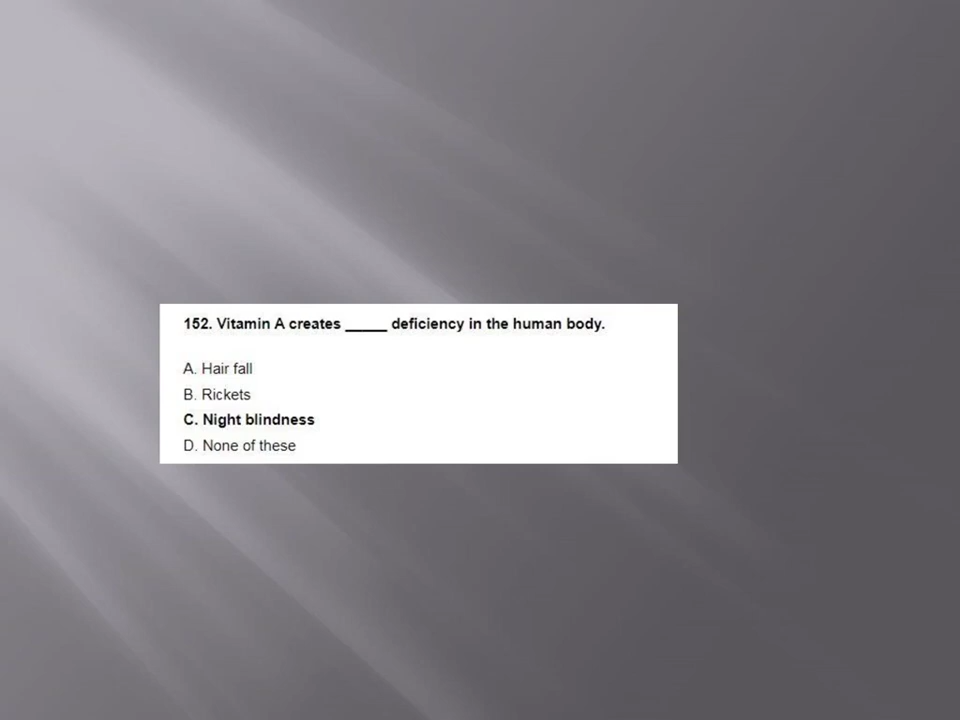 152. Vitamin A creates _____ deficiency in the human body.
A. Hair fall
B. Rickets
C. Night blindness
D. None of these